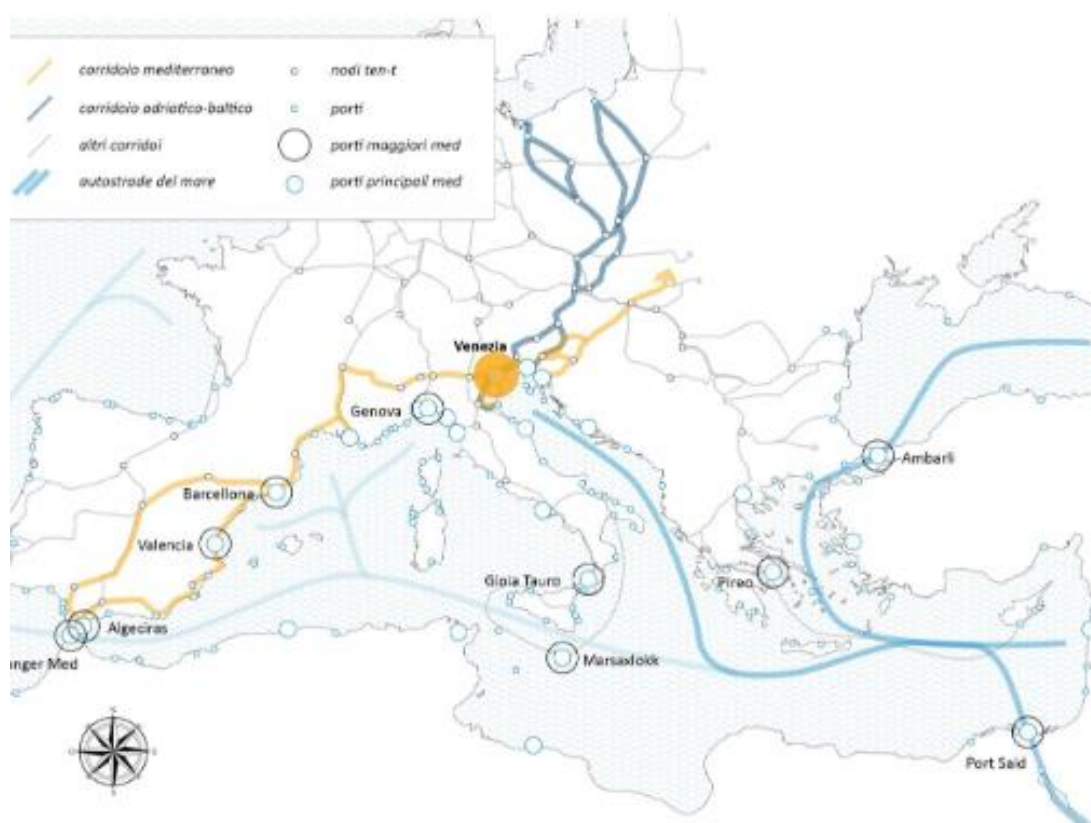 corridoio mediterraneo
nodi ten-t
corridoio adriatico-baltico
porti
altri corridoi
porti maggiori med
autostrade del mare
porti principali med
Venezia
Genova
Ambarli
Barcellona
Valencia
Gioia Tauro
Pireo
Algeciras
anger Med
Marsaxlokk
Port Said